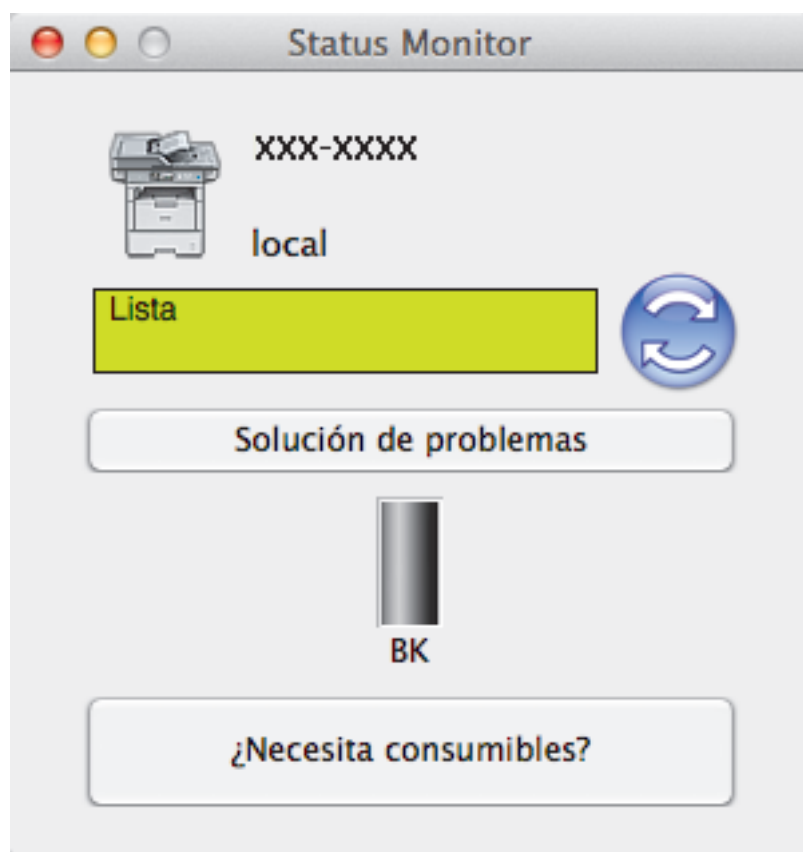 Status Monitor
XXX-XXXX
local
Lista
Solución de problemas
BK
¿Necesita consumibles?